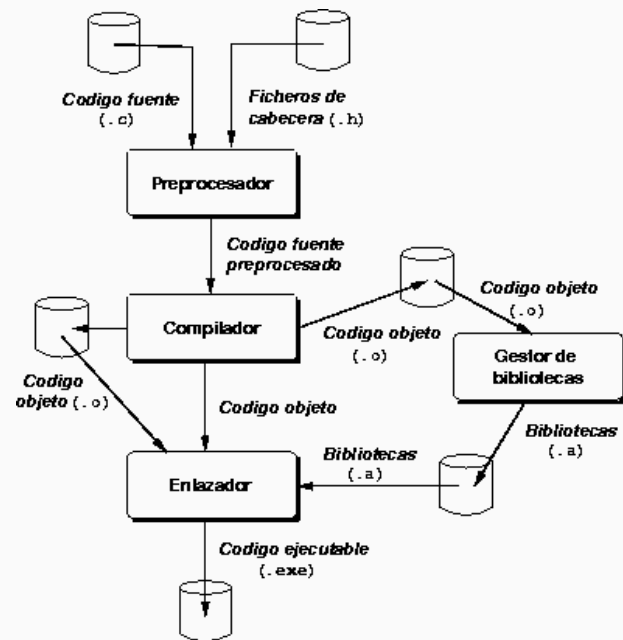 Codigo fuente
(.c)
Ficheros de
cabecera (.h)
Preprocesador
Codigo fuente
preprocesado
Compilador
Codigo objeto
(.o)
Codigo objeto
(.o)
Gestor de
bibliotecas
Codigo
objeto (.o)
Codigo objeto
Bibliotecas
(.a)
Bibliotecas
(.a)
Enlazador
Codigo ejecutable
(.exe)